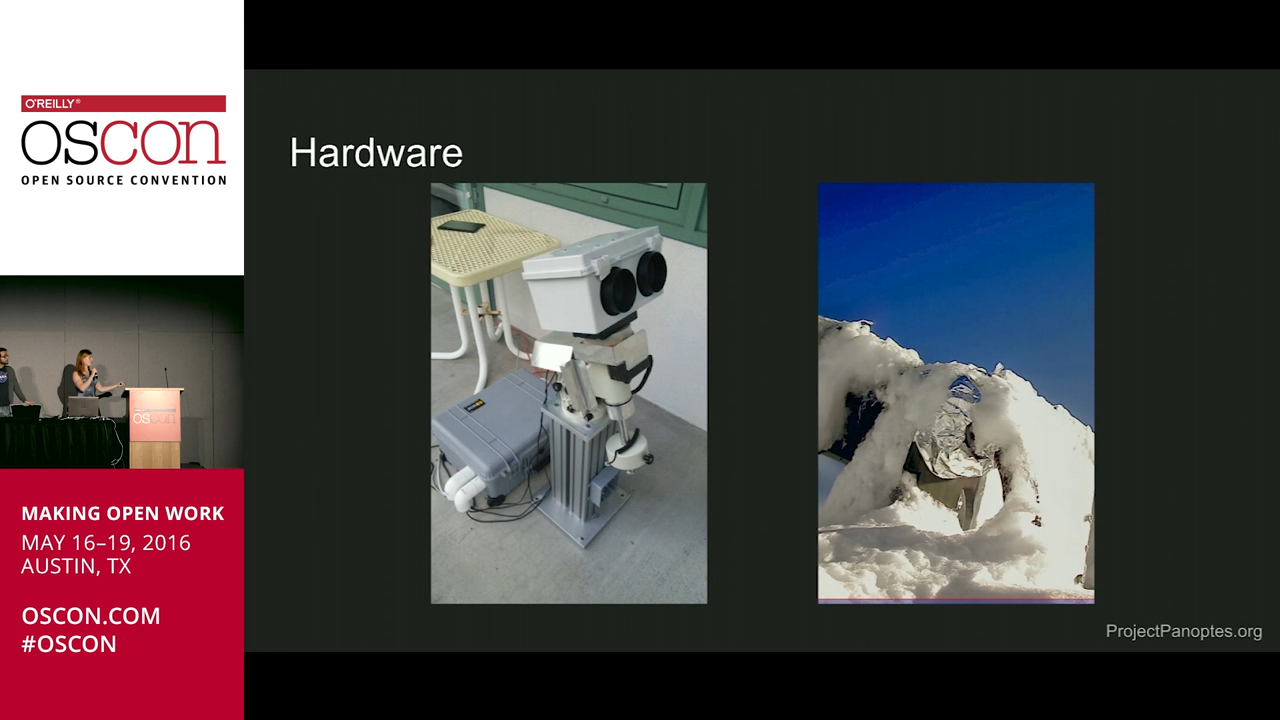 O'REILLY®
OSCON
OPEN SOURCE CONVENTION
OSCON
MAKING OPEN WORK
MAY 16–19, 2016
AUSTIN, TX
OSCON.COM
#OSCON
Hardware
ProjectPanoptes.org